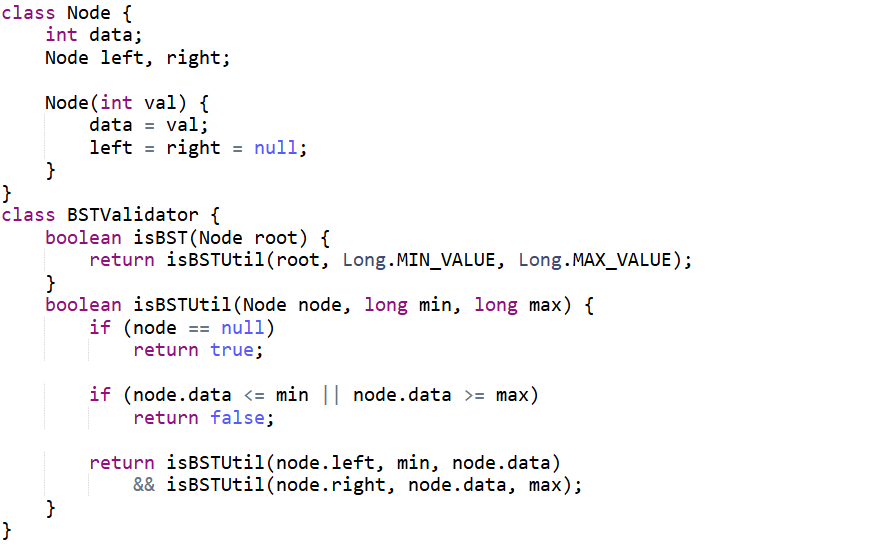 class Node {
    int data;
    Node left, right;

    Node(int val) {
        data = val;
        left = right = null;
    }
}
class BSTValidator {
    boolean isBST(Node root) {
        return isBSTUtil(root, Long.MIN_VALUE, Long.MAX_VALUE);
    }
    boolean isBSTUtil(Node node, long min, long max) {
        if (node == null)
            return true;

        if (node.data <= min || node.data >= max)
            return false;

        return isBSTUtil(node.left, min, node.data)
            && isBSTUtil(node.right, node.data, max);
    }
}